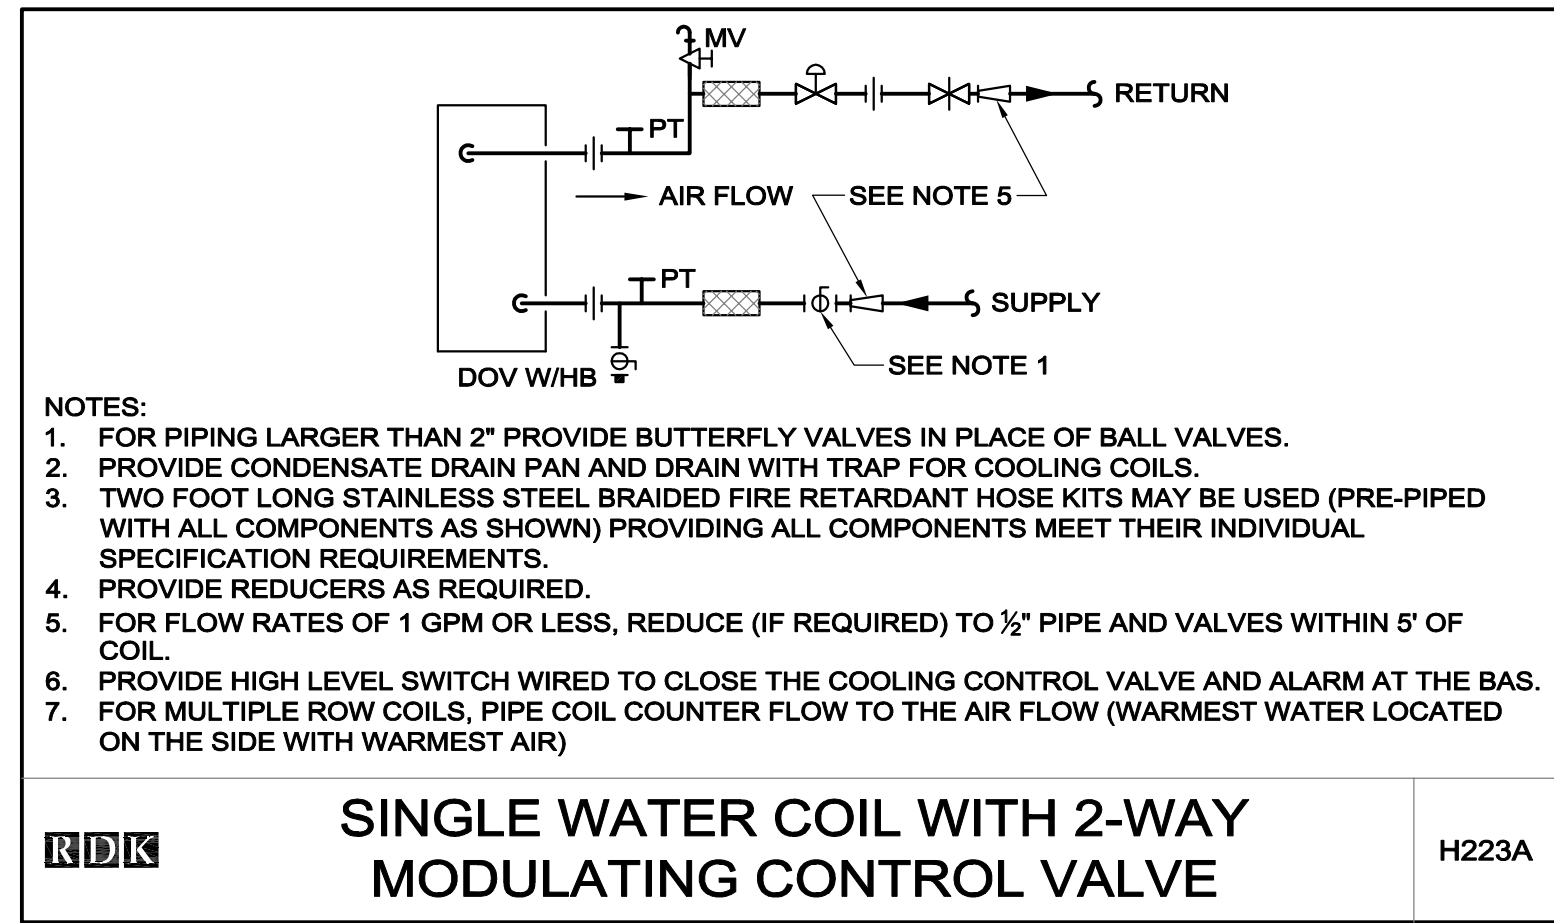 MV
RETURN
PT
AIR FLOW
SEE NOTE 5
PT
SUPPLY
SEE NOTE 1
DOV W/HB
NOTES:
1. FOR PIPING LARGER THAN 2" PROVIDE BUTTERFLY VALVES IN PLACE OF BALL VALVES.
2. PROVIDE CONDENSATE DRAIN PAN AND DRAIN WITH TRAP FOR COOLING COILS.
3. TWO FOOT LONG STAINLESS STEEL BRAIDED FIRE RETARDANT HOSE KITS MAY BE USED (PRE-PIPED
WITH ALL COMPONENTS AS SHOWN) PROVIDING ALL COMPONENTS MEET THEIR INDIVIDUAL
SPECIFICATION REQUIREMENTS.
4. PROVIDE REDUCERS AS REQUIRED.
5. FOR FLOW RATES OF 1 GPM OR LESS, REDUCE (IF REQUIRED) TO ½" PIPE AND VALVES WITHIN 5' OF
COIL.
6. PROVIDE HIGH LEVEL SWITCH WIRED TO CLOSE THE COOLING CONTROL VALVE AND ALARM AT THE BAS.
7. FOR MULTIPLE ROW COILS, PIPE COIL COUNTER FLOW TO THE AIR FLOW (WARMEST WATER LOCATED
ON THE SIDE WITH WARMEST AIR)
RDK
SINGLE WATER COIL WITH 2-WAY
MODULATING CONTROL VALVE
H223A